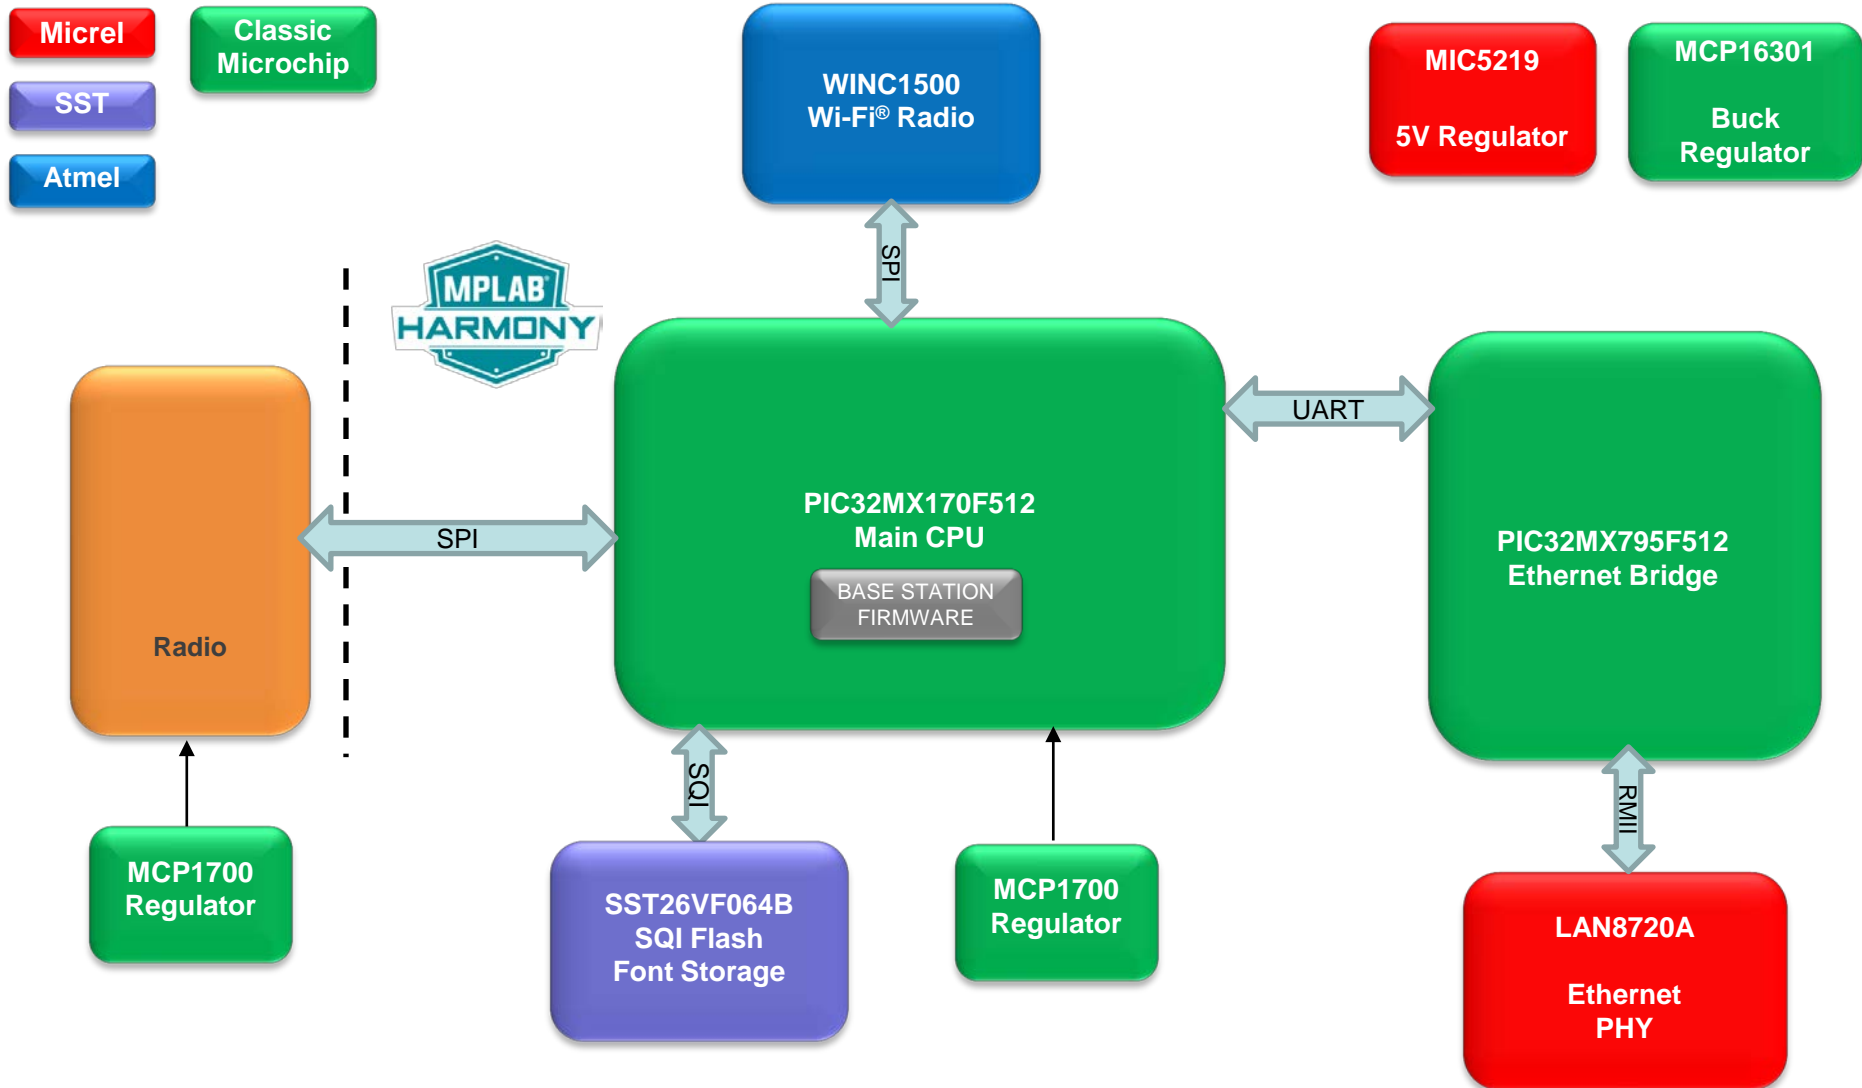 Micrel
Classic
Microchip
SST
Atmel
WINC1500
Wi-Fi® Radio
MIC5219
5V Regulator
MCP16301
Buck
Regulator
MPLAB®
HARMONY
SPI
UART
SPI
PIC32MX170F512
Main CPU
BASE STATION
FIRMWARE
PIC32MX795F512
Ethernet Bridge
Radio
SQI
RMII
MCP1700
Regulator
SST26VF064B
SQI Flash
Font Storage
MCP1700
Regulator
LAN8720A
Ethernet
PHY